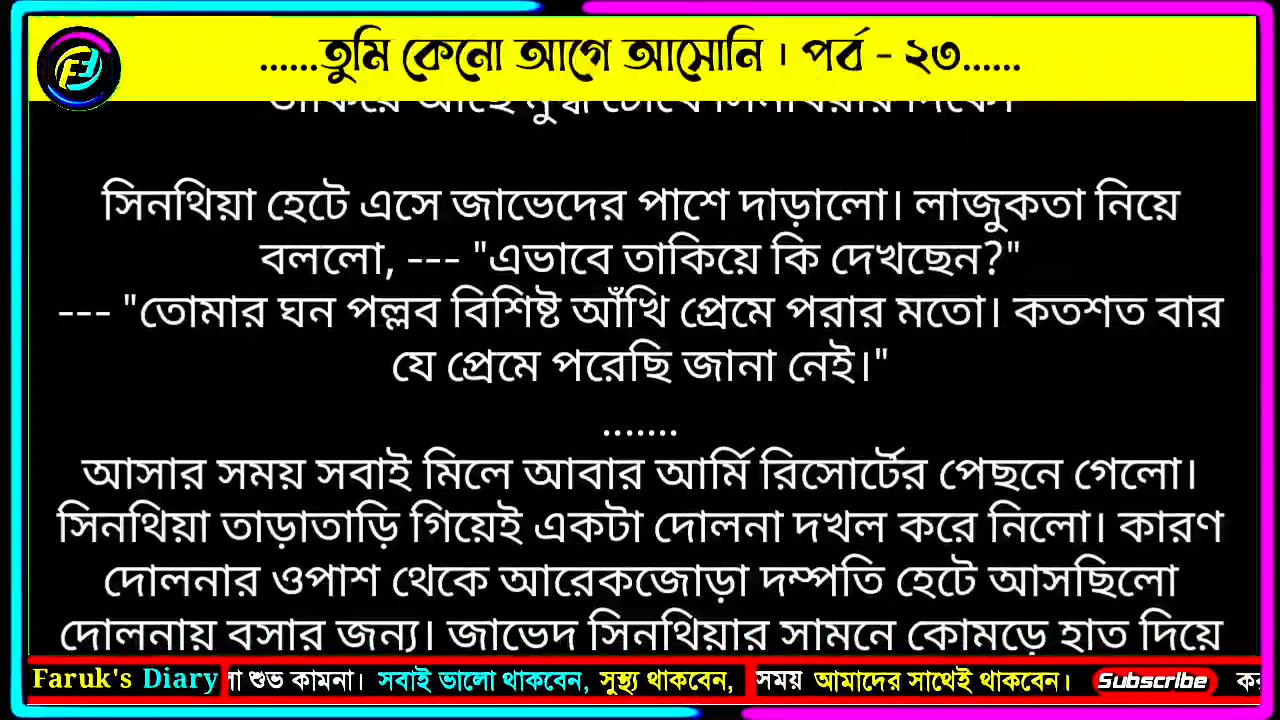 ......তুমি কেনো আগে আসোনি । পর্ব - ২৩......
সিনথিয়া হেটে এসে জাভেদের পাশে দাড়ালো। লাজুকতা নিয়ে
বললো, --- "এভাবে তাকিয়ে কি দেখছেন?"
--- "তোমার ঘন পল্লব বিশিষ্ট আঁখি প্রেমে পরার মতো। কতশত বার
যে প্রেমে পরেছি জানা নেই।"
.......
আসার সময় সবাই মিলে আবার আর্মি রিসোর্টের পেছনে গেলো।
সিনথিয়া তাড়াতাড়ি গিয়েই একটা দোলনা দখল করে নিলো। কারণ
দোলনার ওপাশ থেকে আরেকজোড়া দম্পতি হেটে আসছিলো
দোলনায় বসার জন্য। জাভেদ সিনথিয়ার সামনে কোমড়ে হাত দিয়ে
Faruk's Diary শুভ কামনা। সবাই ভালো থাকবেন, সুস্থ্য থাকবেন, সময় আমাদের সাথেই থাকবেন। Subscribe